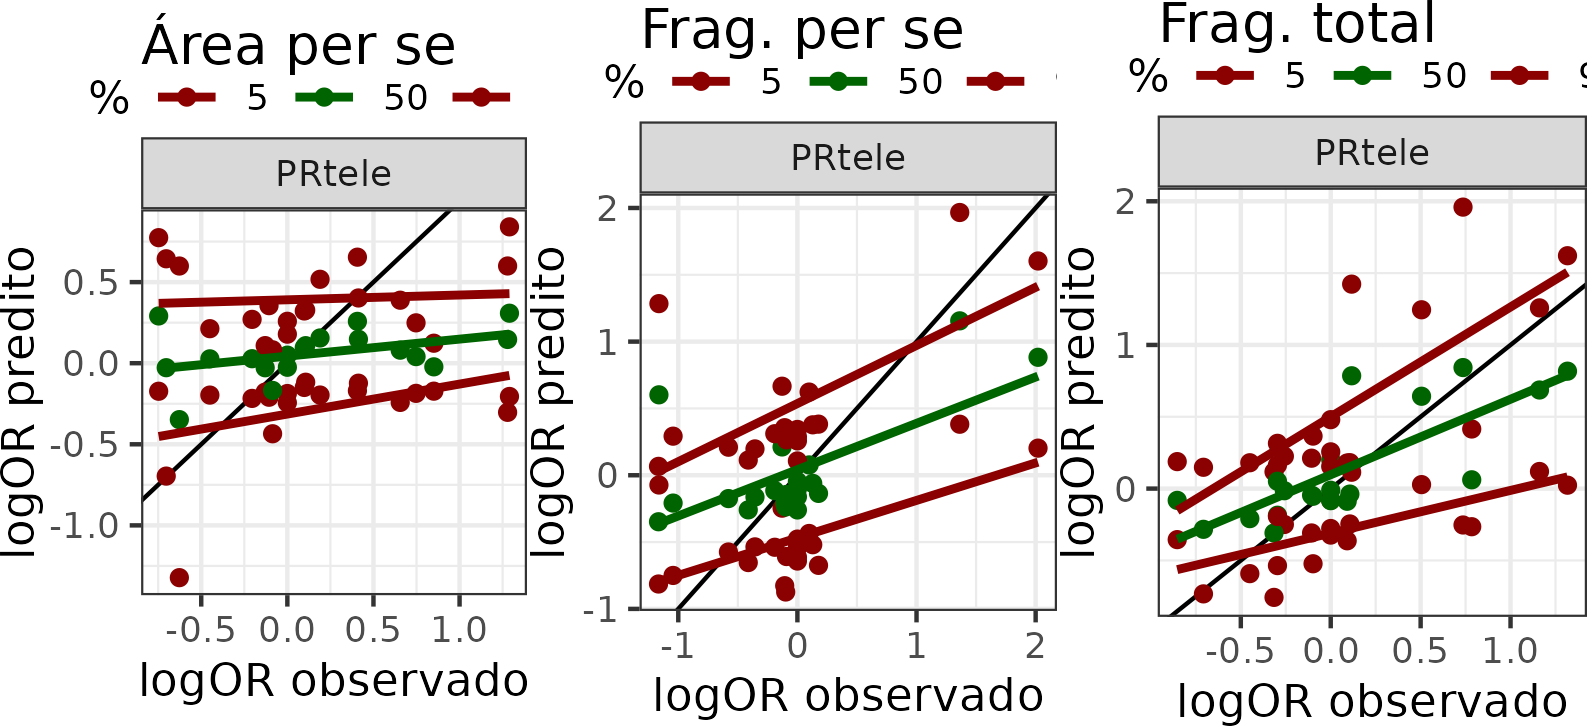 Área per se
% 5 50
PRtele
0.5
0.0
-0.5
-1.0
logOR predito
-0.5 0.0 0.5 1.0
logOR observado
Frag. per se
% 5 50
PRtele
2
1
0
-1
logOR predito
-1 0 1 2
logOR observado
Frag. total
% 5 50
PRtele
2
1
0
logOR predito
-0.5 0.0 0.5 1.0
logOR observado